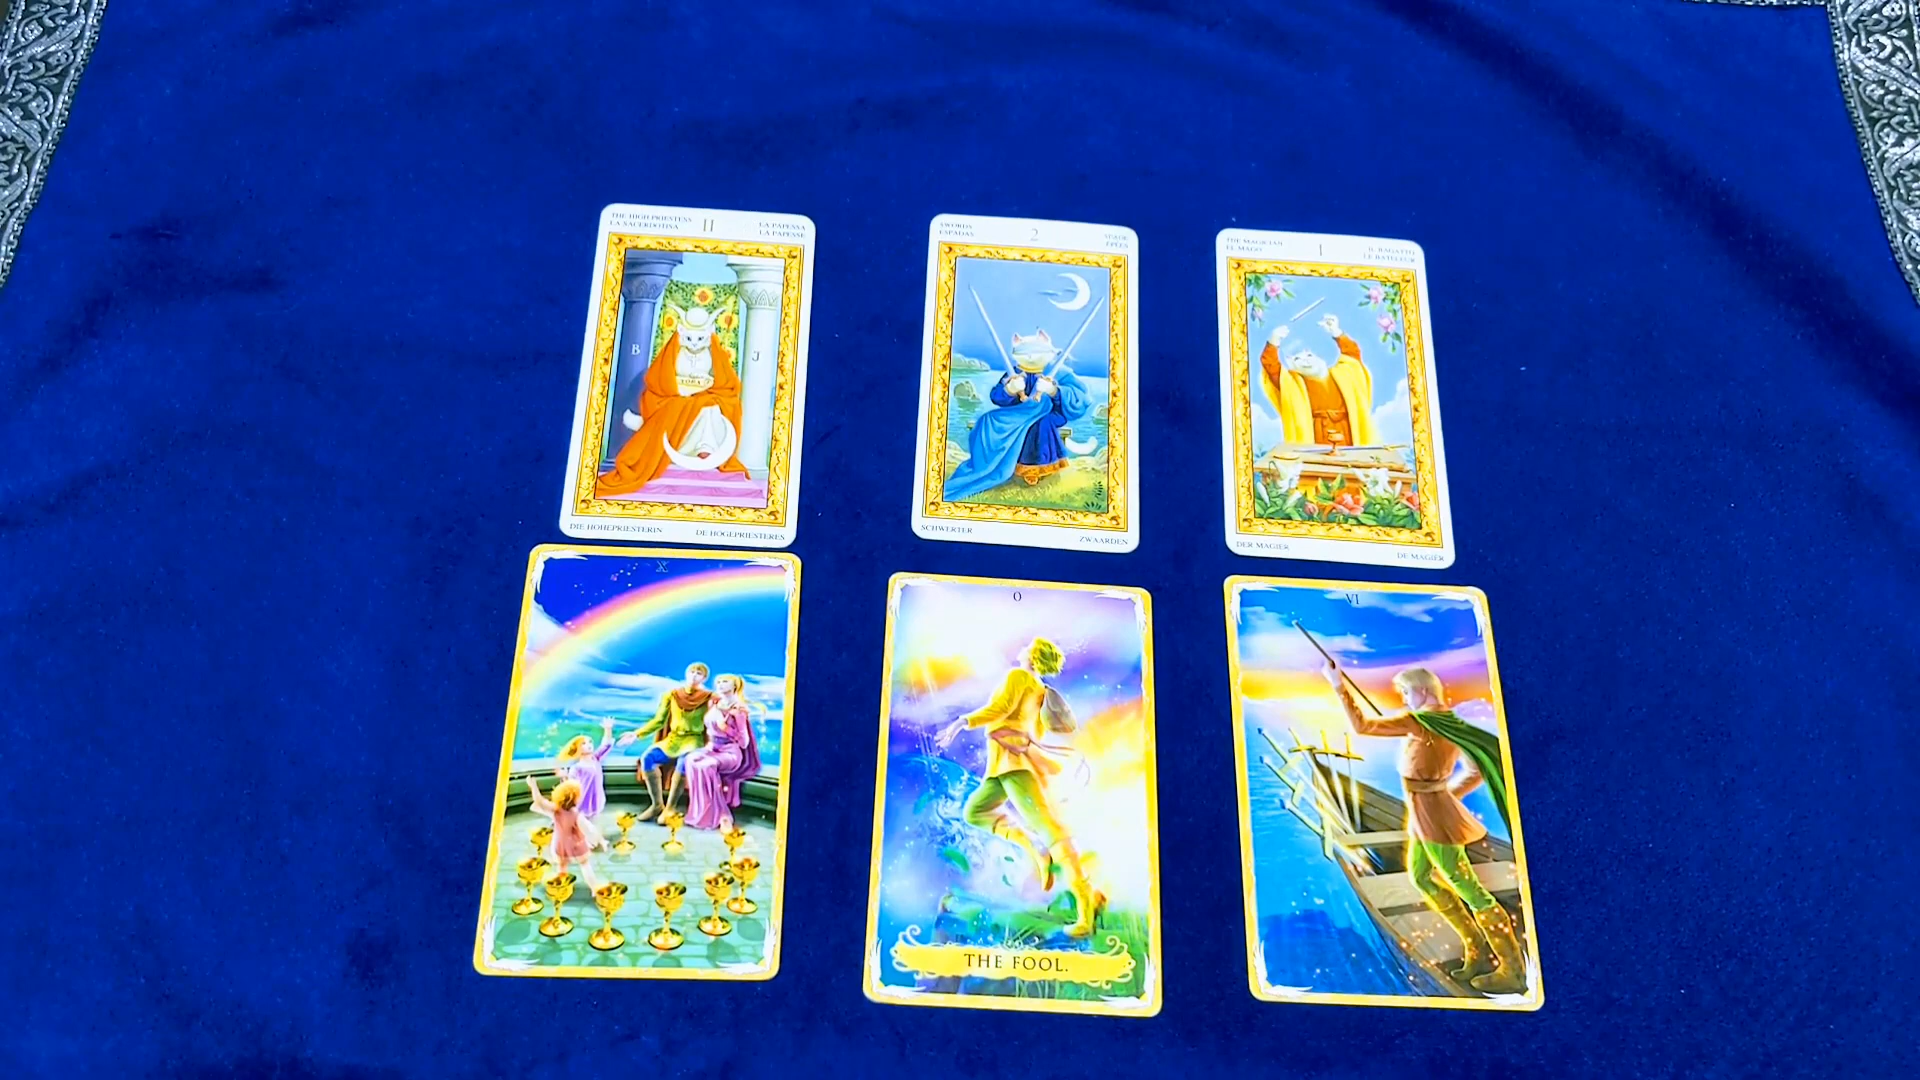 THE HIGH PRIESTESS
LA SACERDOTISA
II
LA PAPESSA
LA PAPESSE
B
J
DIE HOHEPRIESTERIN
DE HOGEPRIESTERES
SWORDS
ESPADAS
2
SPADE
ÉPÉES
SCHWERTER
ZWAARDEN
THE MAGICIAN
EL MAGO
I
IL BAGATTO
LE BATELEUR
DER MAGIER
DE MAGIËR
X
0
THE FOOL.
VI